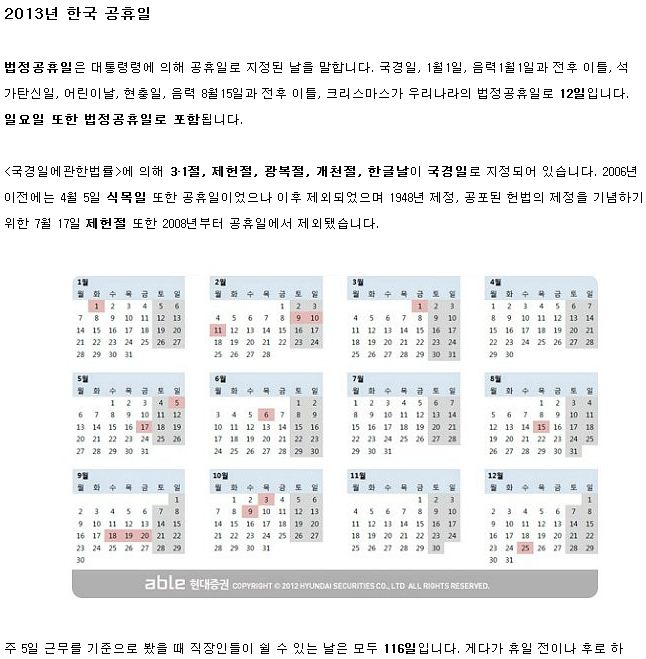 2013년 한국 공휴일
법정공휴일은 대통령령에 의해 공휴일로 지정된 날을 말합니다. 국경일, 1월1일, 음력1월1일과 전후 이틀, 석
가탄신일, 어린이날, 현충일, 음력 8월15일과 전후 이틀, 크리스마스가 우리나라의 법정공휴일로 12일입니다.
일요일 또한 법정공휴일로 포함됩니다.
<국경일에관한법률>에 의해 3·1절, 제헌절, 광복절, 개천절, 한글날이 국경일로 지정되어 있습니다. 2006년
이전에는 4월 5일 식목일 또한 공휴일이었으나 이후 제외되었으며 1948년 제정, 공포된 헌법의 제정을 기념하기
위한 7월 17일 제헌절 또한 2008년부터 공휴일에서 제외됐습니다.
1월
월 화 수 목 금 토 일
1 2 3 4 5 6
7 8 9 10 11 12 13
14 15 16 17 18 19 20
21 22 23 24 25 26 27
28 29 30 31
2월
월 화 수 목 금 토 일
1 2 3
4 5 6 7 8 9 10
11 12 13 14 15 16 17
18 19 20 21 22 23 24
25 26 27 28
3월
월 화 수 목 금 토 일
1 2 3
4 5 6 7 8 9 10
11 12 13 14 15 16 17
18 19 20 21 22 23 24
25 26 27 28 29 30 31
4월
월 화 수 목 금 토 일
1 2 3 4 5 6 7
8 9 10 11 12 13 14
15 16 17 18 19 20 21
22 23 24 25 26 27 28
29 30
5월
월 화 수 목 금 토 일
1 2 3 4 5
6 7 8 9 10 11 12
13 14 15 16 17 18 19
20 21 22 23 24 25 26
27 28 29 30 31
6월
월 화 수 목 금 토 일
1 2
3 4 5 6 7 8 9
10 11 12 13 14 15 16
17 18 19 20 21 22 23
24 25 26 27 28 29 30
7월
월 화 수 목 금 토 일
1 2 3 4 5 6 7
8 9 10 11 12 13 14
15 16 17 18 19 20 21
22 23 24 25 26 27 28
29 30 31
8월
월 화 수 목 금 토 일
1 2 3 4
5 6 7 8 9 10 11
12 13 14 15 16 17 18
19 20 21 22 23 24 25
26 27 28 29 30 31
9월
월 화 수 목 금 토 일
1
2 3 4 5 6 7 8
9 10 11 12 13 14 15
16 17 18 19 20 21 22
23 24 25 26 27 28 29
30
10월
월 화 수 목 금 토 일
1 2 3 4 5 6
7 8 9 10 11 12 13
14 15 16 17 18 19 20
21 22 23 24 25 26 27
28 29 30 31
11월
월 화 수 목 금 토 일
1 2 3
4 5 6 7 8 9 10
11 12 13 14 15 16 17
18 19 20 21 22 23 24
25 26 27 28 29 30
12월
월 화 수 목 금 토 일
1
2 3 4 5 6 7 8
9 10 11 12 13 14 15
16 17 18 19 20 21 22
23 24 25 26 27 28 29
30 31
able 현대증권 COPYRIGHT © 2012 HYUNDAI SECURITIES CO., LTD ALL RIGHTS RESERVED.
주 5일 근무를 기준으로 봤을 때 직장인들이 쉴 수 있는 날은 모두 116일입니다. 게다가 휴일 전이나 후로 하